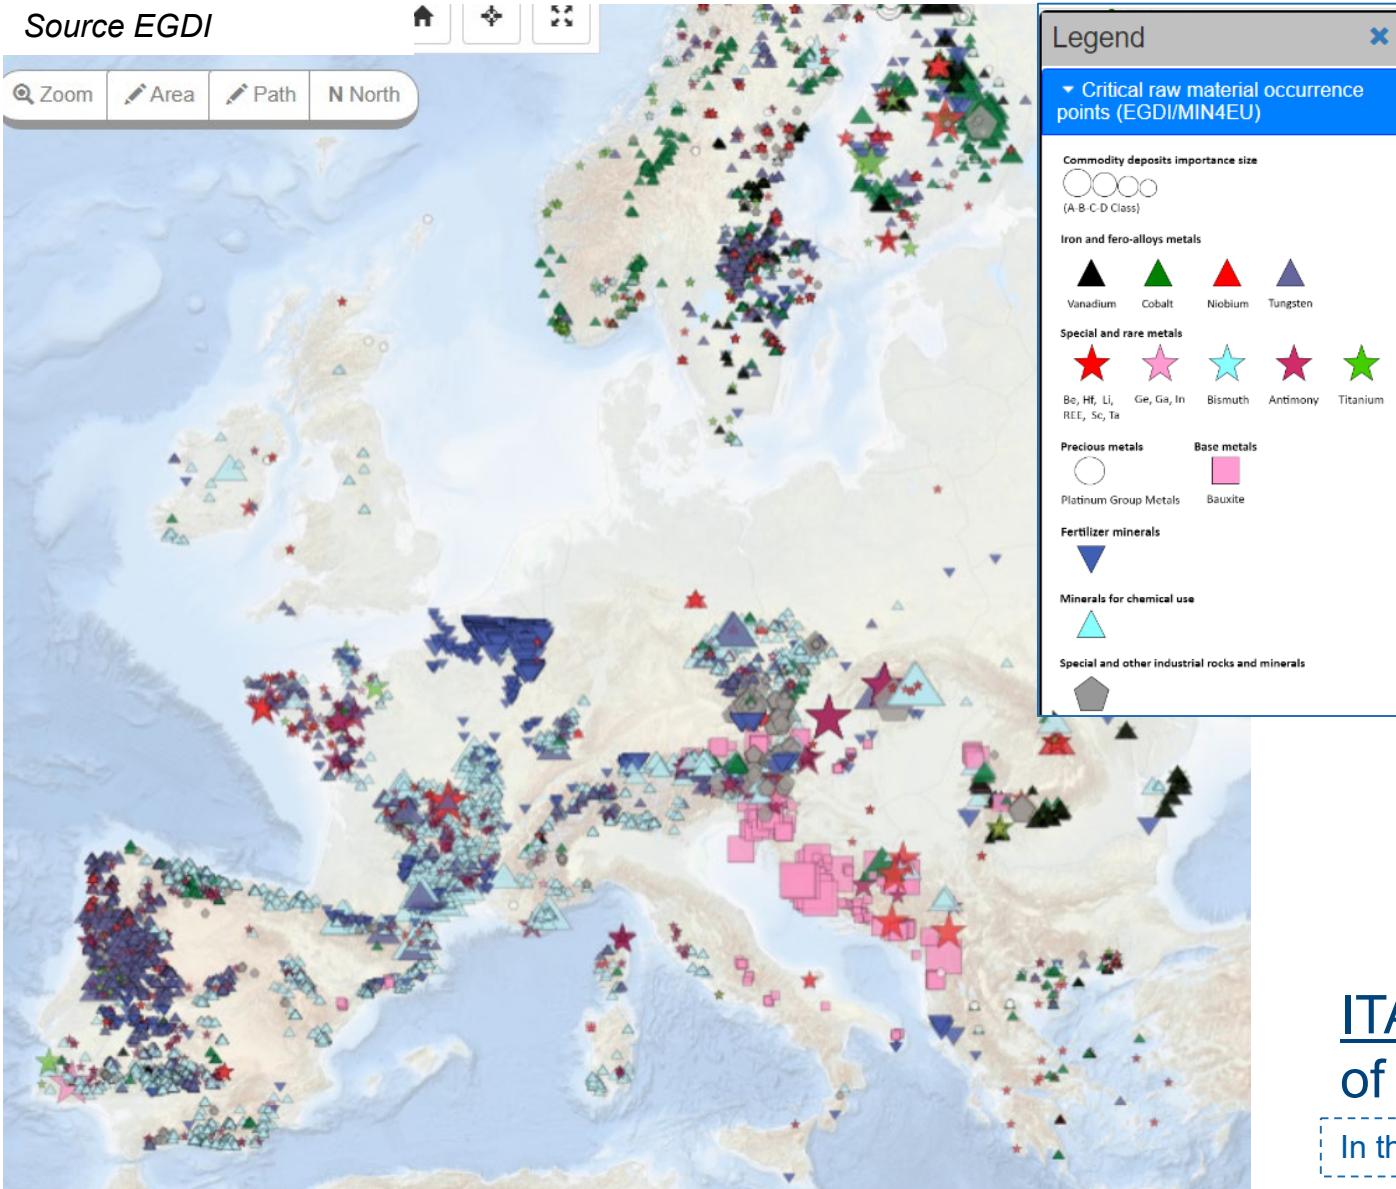 Source EGDI
Zoom
Area
Path
N North
Legend
Critical raw material occurrence
points (EGDI/MIN4EU)
Commodity deposits importance size
(A-B-C-D Class)
Iron and fero-alloys metals
Vanadium Cobalt Niobium Tungsten
Special and rare metals
Be, Hf, Li, Ge, Ga, In Bismuth Antimony Titanium
REE, Sc, Ta
Precious metals Base metals
Platinum Group Metals Bauxite
Fertilizer minerals
Minerals for chemical use
Special and other industrial rocks and minerals
of
In